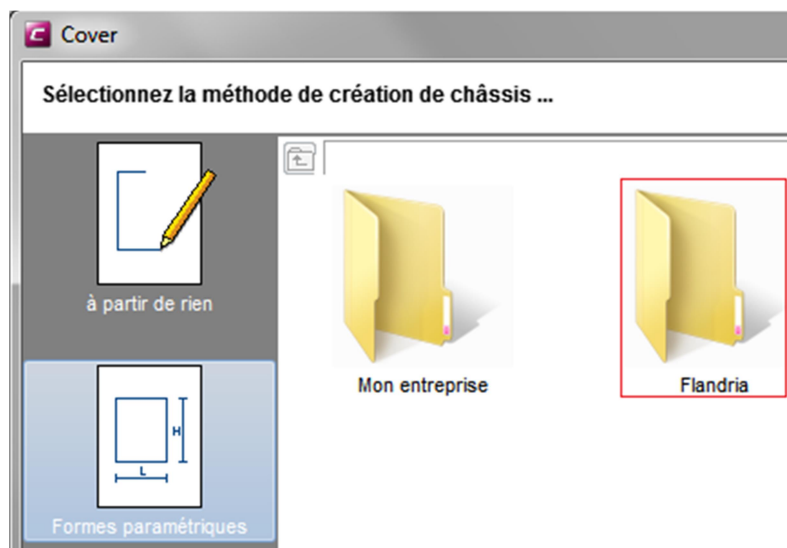 Cover
Sélectionnez la méthode de création de châssis ...
à partir de rien
Mon entreprise
Flandria
H
L
Formes paramétriques